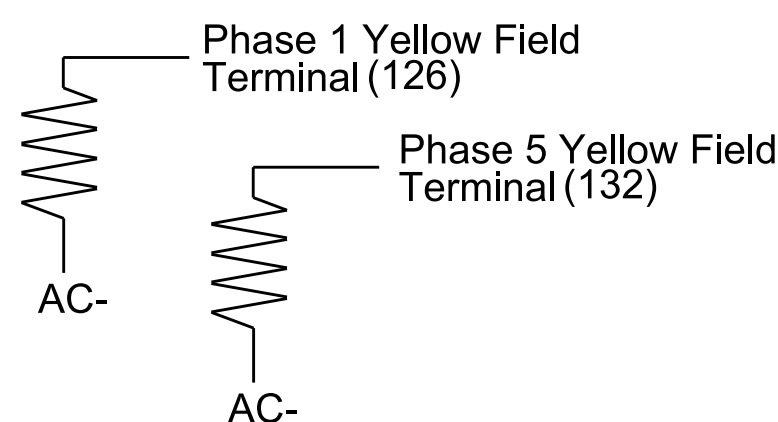 Phase 1 Yellow Field
Terminal (126)
AC-
Phase 5 Yellow Field
Terminal (132)
AC-